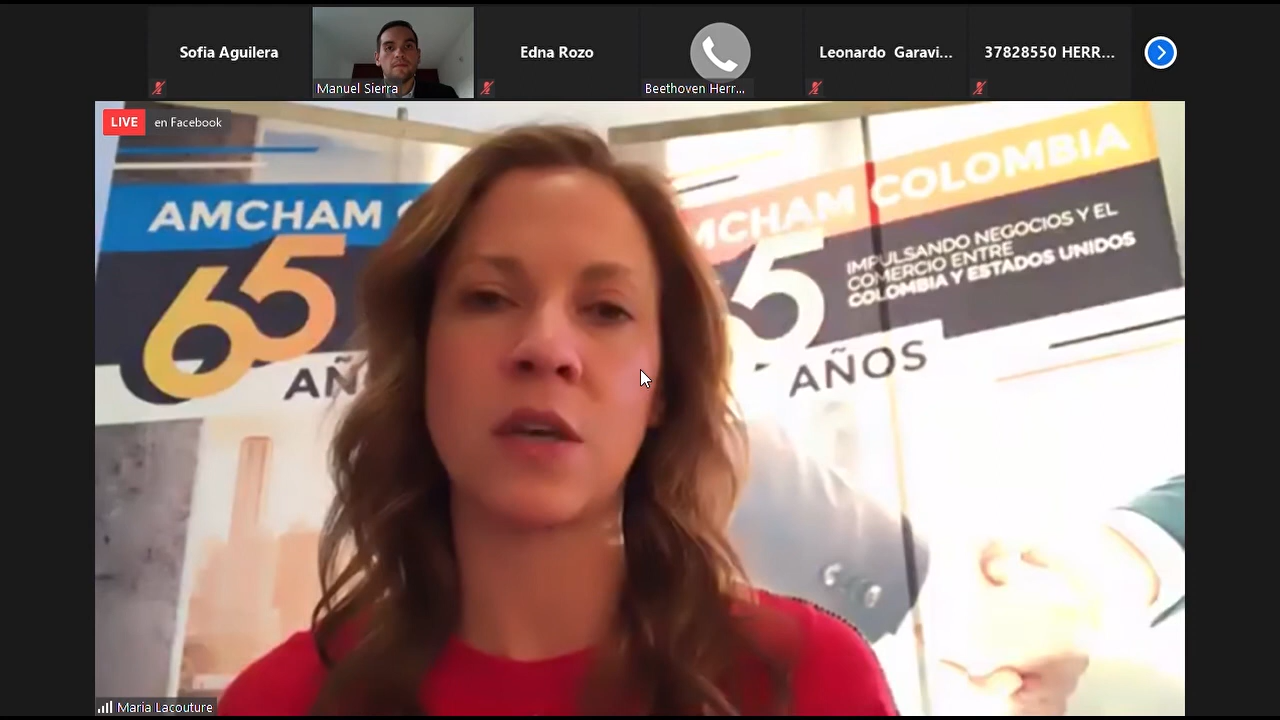 Sofia Aguilera
Manuel Sierra
Edna Rozo
Beethoven Herr...
Leonardo Garavi...
37828550 HERR...
LIVE en Facebook
AMCHAM
65
AÑ
MCHAM COLOMBIA
5
IMPULSANDO NEGOCIOS Y EL
COMERCIO ENTRE
COLOMBIA Y ESTADOS UNIDOS
AÑOS
Maria Lacouture